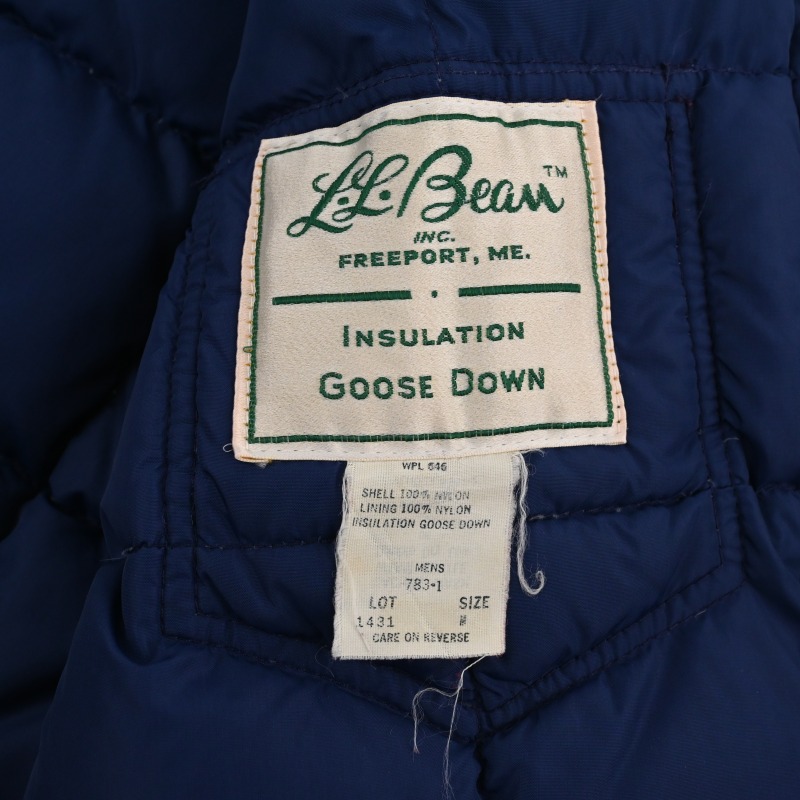 L.L.Bean™
INC.
FREEPORT, ME.
INSULATION
GOOSE DOWN
WPL 646
SHELL 100% NYLON
LINING 100% NYLON
INSULATION GOOSE DOWN
MENS
783-1
LOT SIZE
1431 M
CARE ON REVERSE